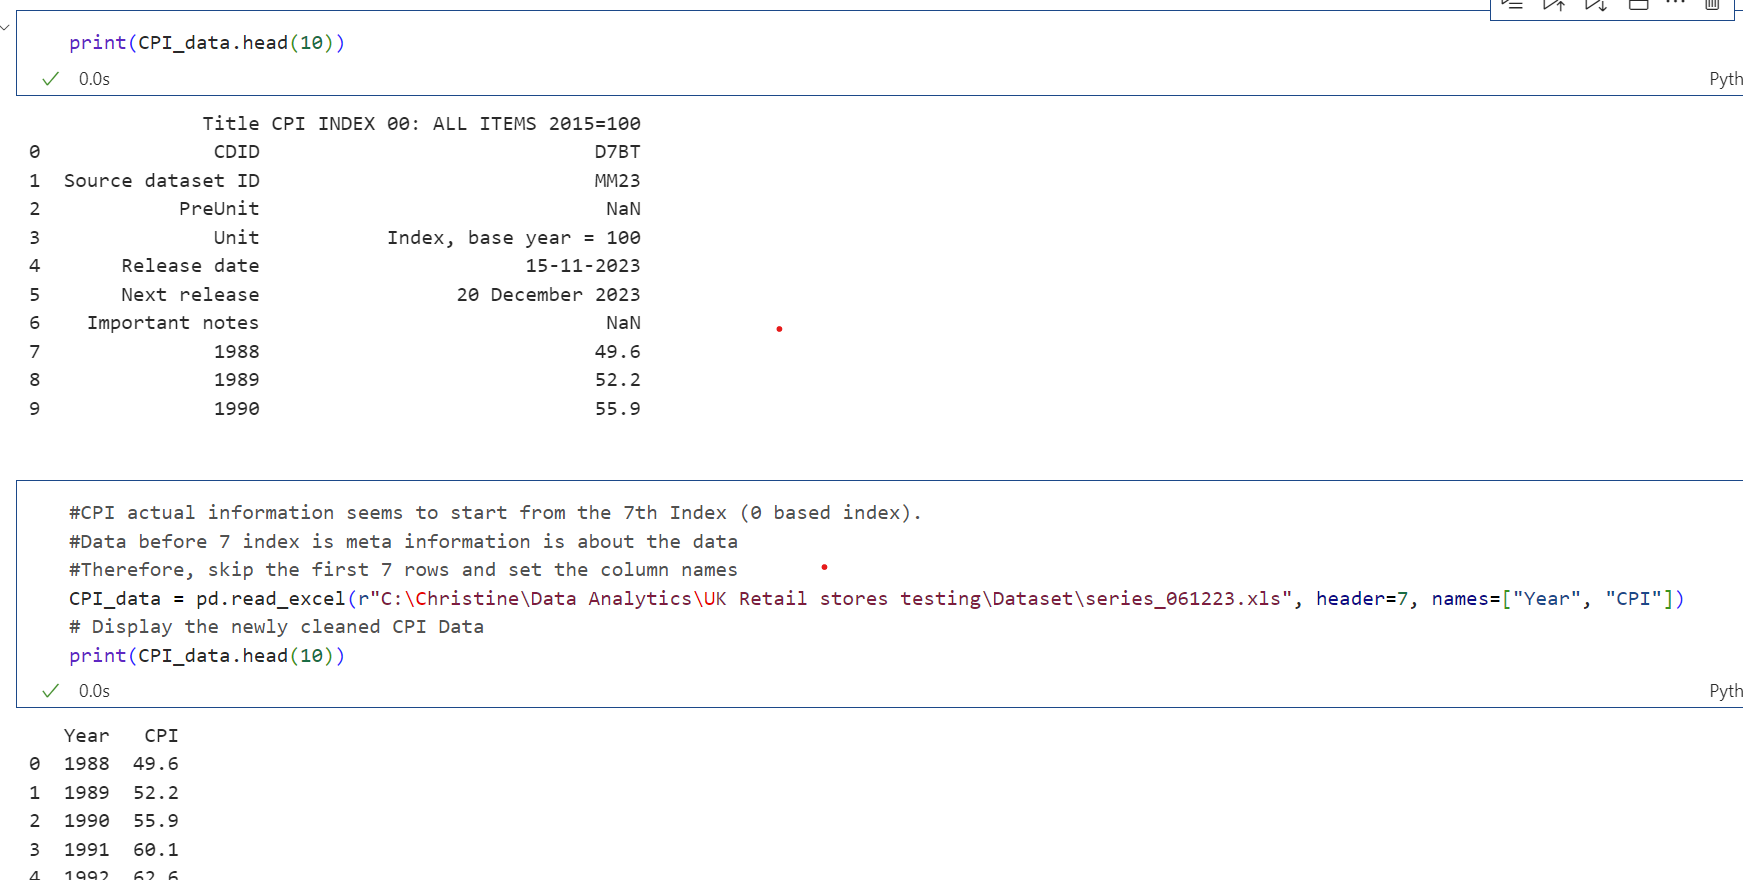 print(CPI_data.head(10))
0.0s
Pyth
Title CPI INDEX 00: ALL ITEMS 2015=100
0 CDID D7BT
1 Source dataset ID MM23
2 PreUnit NaN
3 Unit Index, base year = 100
4 Release date 15-11-2023
5 Next release 20 December 2023
6 Important notes NaN
7 1988 49.6
8 1989 52.2
9 1990 55.9
#CPI actual information seems to start from the 7th Index (0 based index).
#Data before 7 index is meta information is about the data
#Therefore, skip the first 7 rows and set the column names
CPI_data = pd.read_excel(r"C:\Christine\Data Analytics\UK Retail stores testing\Dataset\series_061223.xls", header=7, names=["Year", "CPI"])
# Display the newly cleaned CPI Data
print(CPI_data.head(10))
0.0s
Pyth
Year CPI
0 1988 49.6
1 1989 52.2
2 1990 55.9
3 1991 60.1
4 1992 62.6